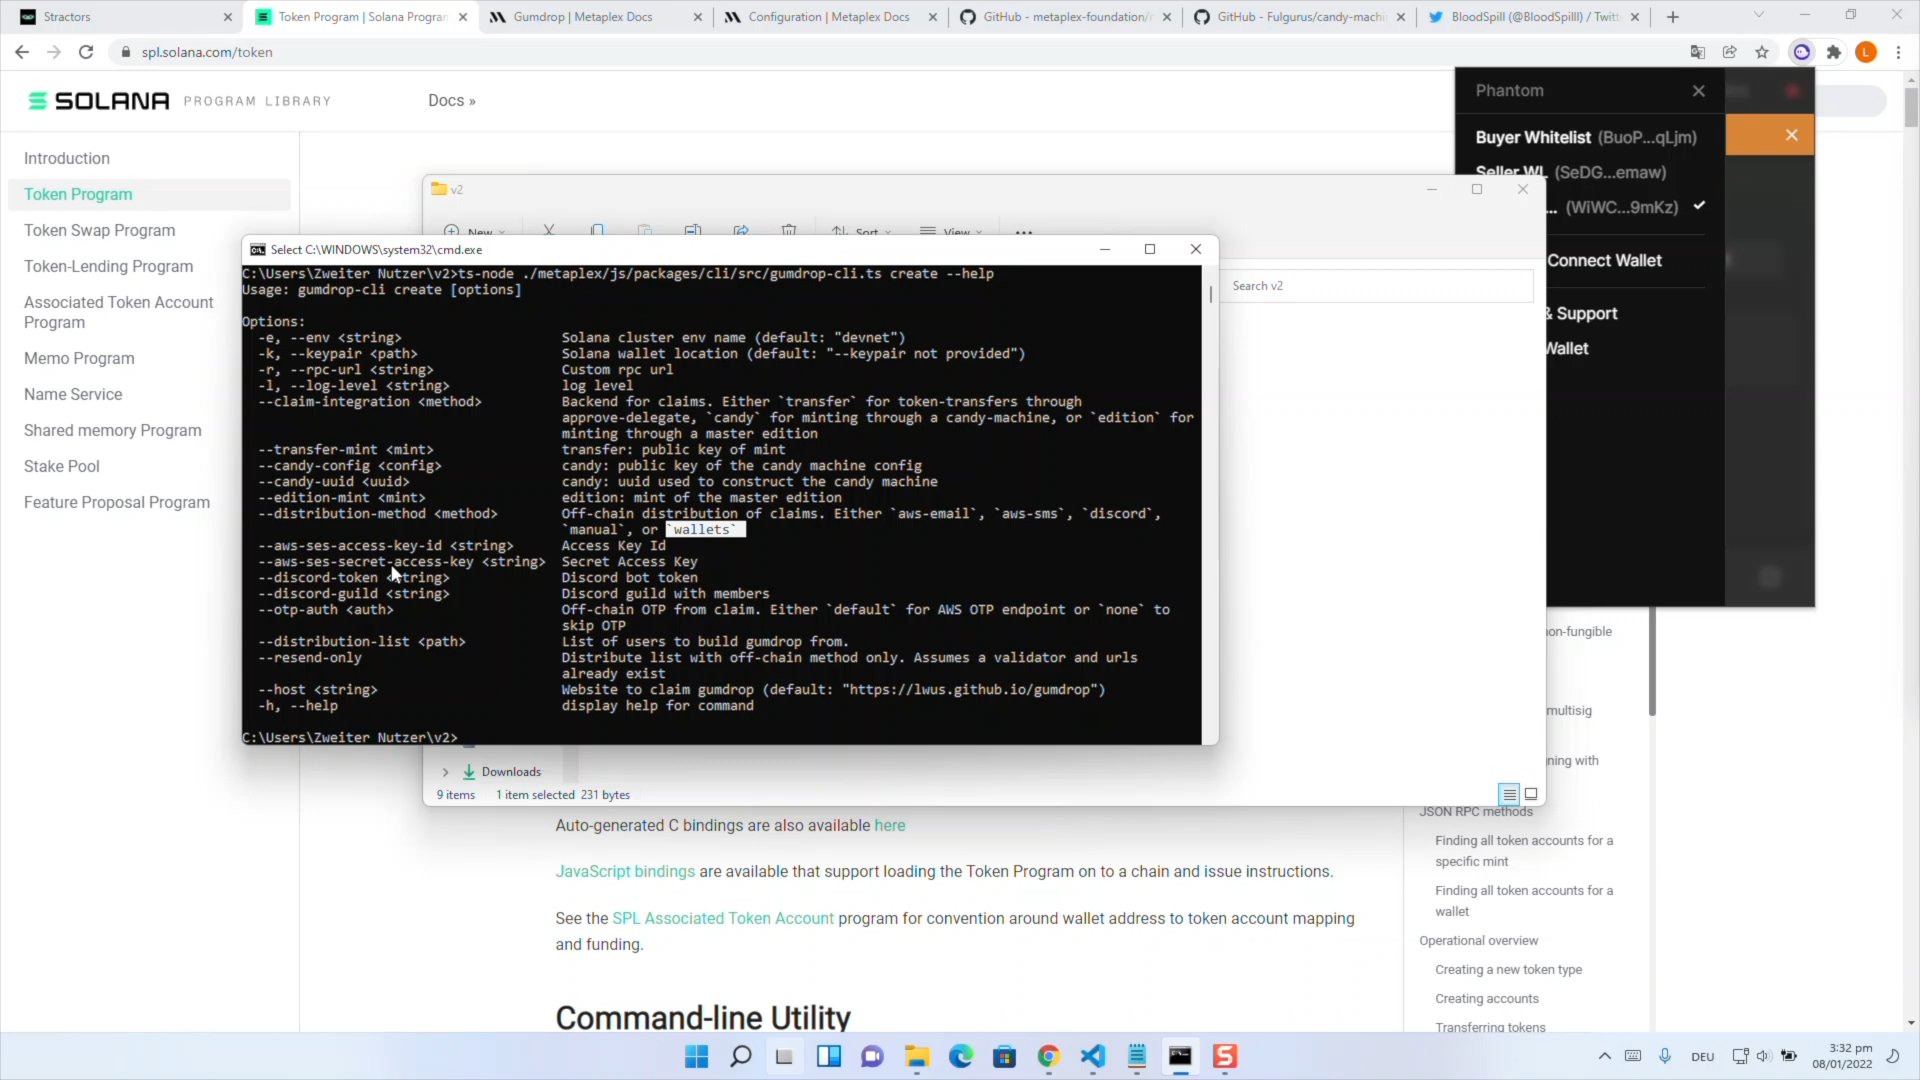 Stractors
Token Program | Solana Program
Gumdrop | Metaplex Docs
Configuration | Metaplex Docs
GitHub - metaplex-foundation/
GitHub - Fulgurus/candy-machi
BloodSpill (@BloodSpilll) / Twitt
spl.solana.com/token
L
SOLANA PROGRAM LIBRARY
Docs »
Introduction
Token Program
Token Swap Program
Token-Lending Program
Associated Token Account
Program
Memo Program
Name Service
Shared memory Program
Stake Pool
Feature Proposal Program
Phantom
Buyer Whitelist (BuoP...qLjm)
Seller WL (SeDG...emaw)
... (WiWC...9mKz)
Connect Wallet
& Support
Wallet
v2
New
Sort
View
Search v2
Select C:\WINDOWS\system32\cmd.exe
C:\Users\Zweiter Nutzer\v2>ts-node ./metaplex/js/packages/cli/src/gumdrop-cli.ts create --help
Usage: gumdrop-cli create [options]
Options:
-e, --env <string> Solana cluster env name (default: "devnet")
-k, --keypair <path> Solana wallet location (default: "--keypair not provided")
-r, --rpc-url <string> Custom rpc url
-l, --log-level <string> log level
--claim-integration <method> Backend for claims. Either `transfer` for token-transfers through
approve-delegate, `candy` for minting through a candy-machine, or `edition` for
minting through a master edition
--transfer-mint <mint> transfer: public key of mint
--candy-config <config> candy: public key of the candy machine config
--candy-uuid <uuid> candy: uuid used to construct the candy machine
--edition-mint <mint> edition: mint of the master edition
--distribution-method <method> Off-chain distribution of claims. Either `aws-email`, `aws-sms`, `discord`,
`manual`, or `wallets`
--aws-ses-access-key-id <string> Access Key Id
--aws-ses-secret-access-key <string> Secret Access Key
--discord-token <string> Discord bot token
--discord-guild <string> Discord guild with members
--otp-auth <auth> Off-chain OTP from claim. Either `default` for AWS OTP endpoint or `none` to
skip OTP
--distribution-list <path> List of users to build gumdrop from.
--resend-only Distribute list with off-chain method only. Assumes a validator and urls
already exist
--host <string> Website to claim gumdrop (default: "https://lwus.github.io/gumdrop")
-h, --help display help for command
C:\Users\Zweiter Nutzer\v2>
Downloads
9 items 1 item selected 231 bytes
Auto-generated C bindings are also available here
JavaScript bindings are available that support loading the Token Program on to a chain and issue instructions.
See the SPL Associated Token Account program for convention around wallet address to token account mapping
and funding.
Command-line Utility
non-fungible
multisig
ning with
JSON RPC methods
Finding all token accounts for a
specific mint
Finding all token accounts for a
wallet
Operational overview
Creating a new token type
Creating accounts
Transferring tokens
DEU
3:32 pm
08/01/2022